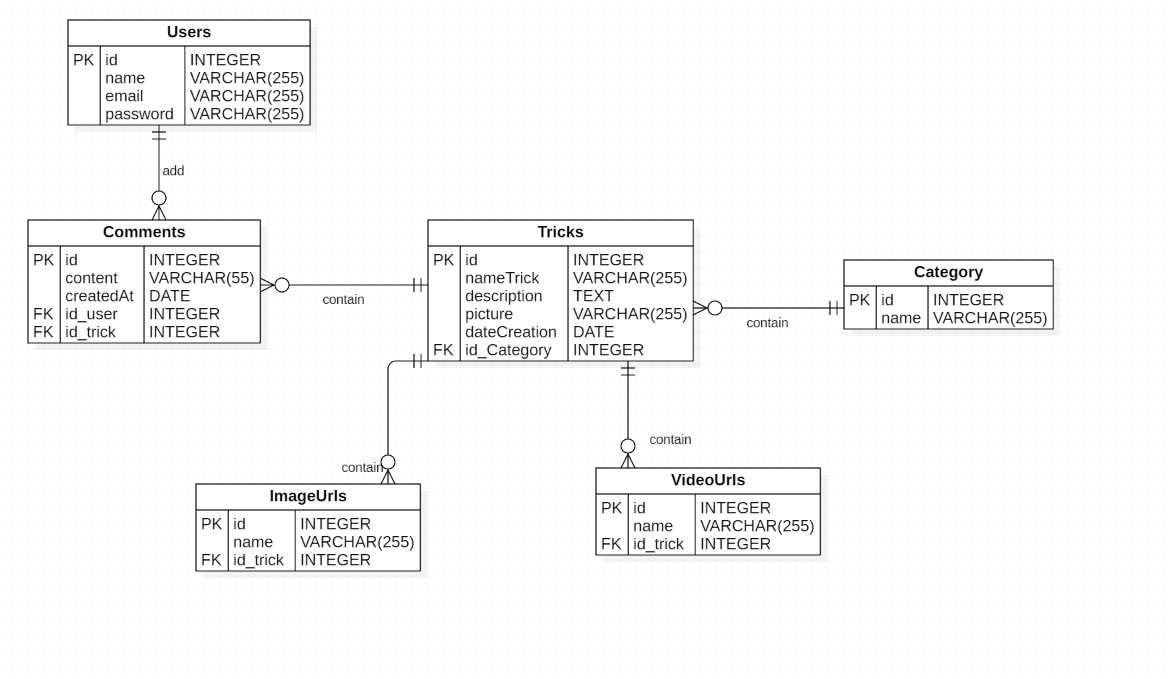 Users
PK id INTEGER
name VARCHAR(255)
email VARCHAR(255)
password VARCHAR(255)
add
Comments
PK id INTEGER
content VARCHAR(55)
createdAt DATE
FK id_user INTEGER
FK id_trick INTEGER
contain
Tricks
PK id INTEGER
nameTrick VARCHAR(255)
description TEXT
picture VARCHAR(255)
dateCreation DATE
FK id_Category INTEGER
contain
Category
PK id INTEGER
name VARCHAR(255)
contain
ImageUrls
PK id INTEGER
name VARCHAR(255)
FK id_trick INTEGER
contain
VideoUrls
PK id INTEGER
name VARCHAR(255)
FK id_trick INTEGER